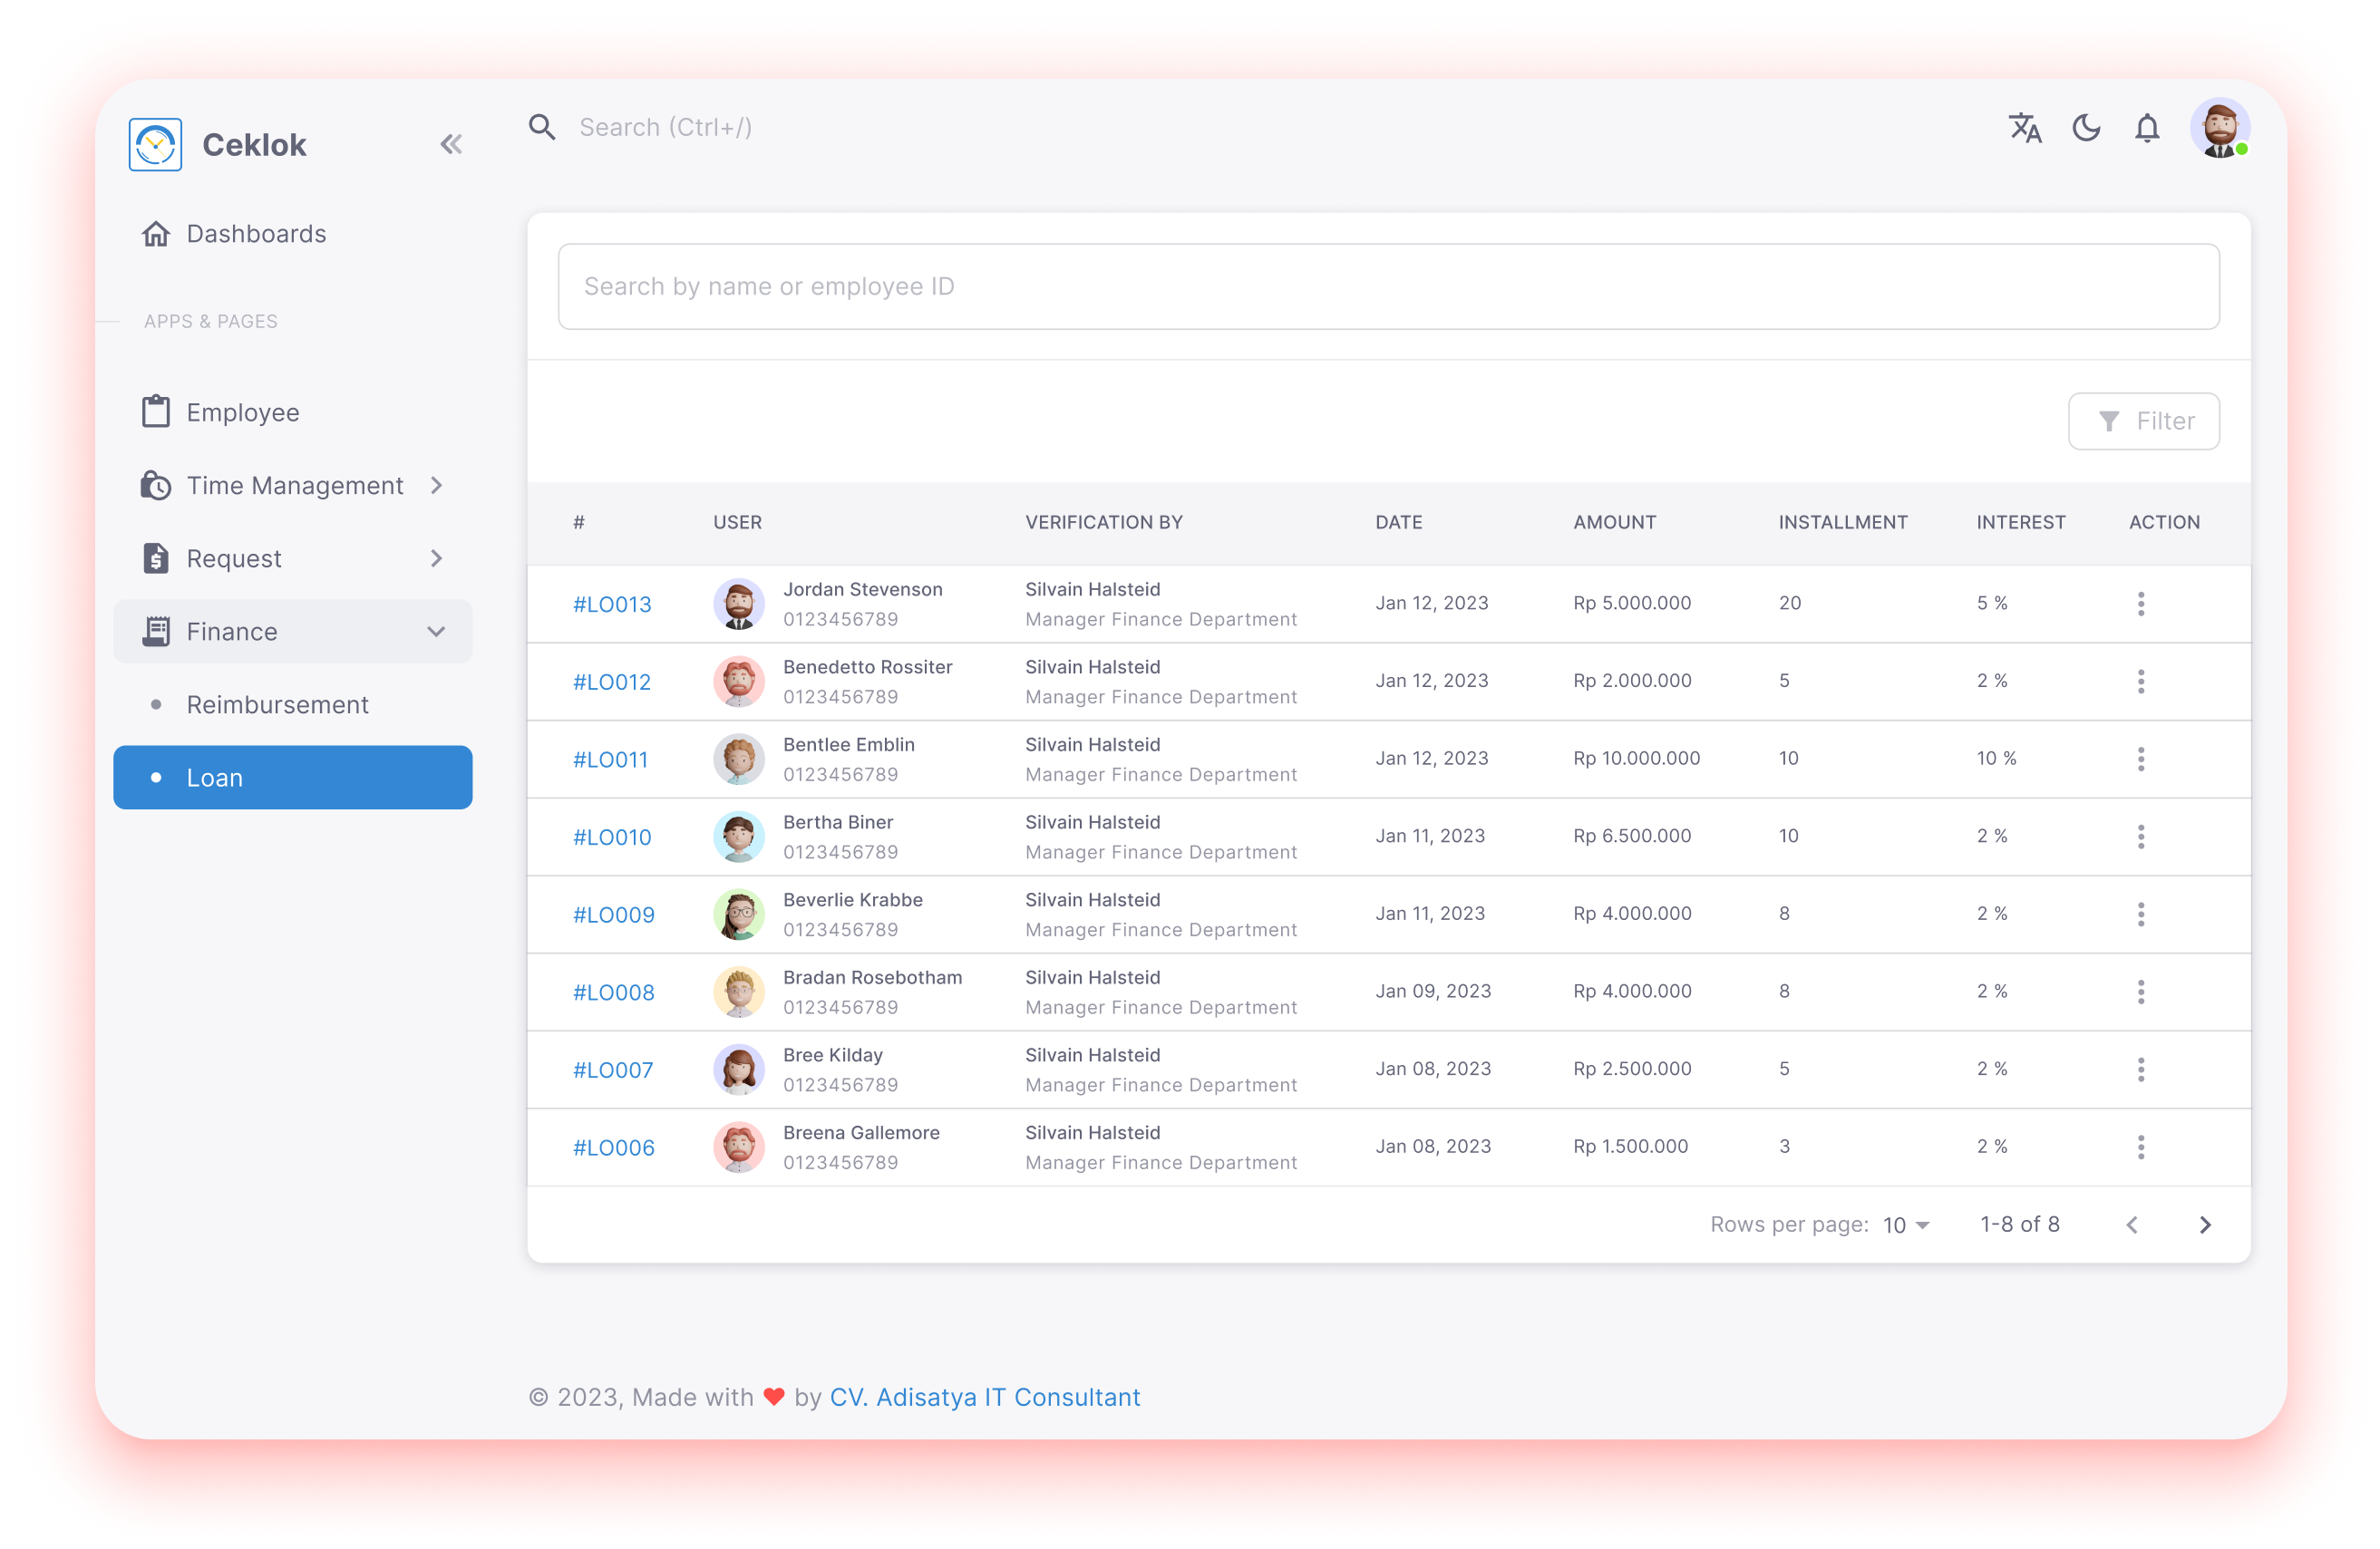 Ceklok
Search (Ctrl+/)
Dashboards
APPS & PAGES
Employee
Time Management
Request
Finance
Reimbursement
Loan
Search by name or employee ID
Filter
# USER VERIFICATION BY DATE AMOUNT INSTALLMENT INTEREST ACTION
#LO013 Jordan Stevenson Silvain Halsteid Jan 12, 2023 Rp 5.000.000 20 5 %
0123456789 Manager Finance Department
#LO012 Benedetto Rossiter Silvain Halsteid Jan 12, 2023 Rp 2.000.000 5 2 %
0123456789 Manager Finance Department
#LO011 Bentlee Emblin Silvain Halsteid Jan 12, 2023 Rp 10.000.000 10 10 %
0123456789 Manager Finance Department
#LO010 Bertha Biner Silvain Halsteid Jan 11, 2023 Rp 6.500.000 10 2 %
0123456789 Manager Finance Department
#LO009 Beverlie Krabbe Silvain Halsteid Jan 11, 2023 Rp 4.000.000 8 2 %
0123456789 Manager Finance Department
#LO008 Bradan Rosebotham Silvain Halsteid Jan 09, 2023 Rp 4.000.000 8 2 %
0123456789 Manager Finance Department
#LO007 Bree Kilday Silvain Halsteid Jan 08, 2023 Rp 2.500.000 5 2 %
0123456789 Manager Finance Department
#LO006 Breena Gallemore Silvain Halsteid Jan 08, 2023 Rp 1.500.000 3 2 %
0123456789 Manager Finance Department
Rows per page: 10 1-8 of 8
© 2023, Made with ❤ by CV. Adisatya IT Consultant